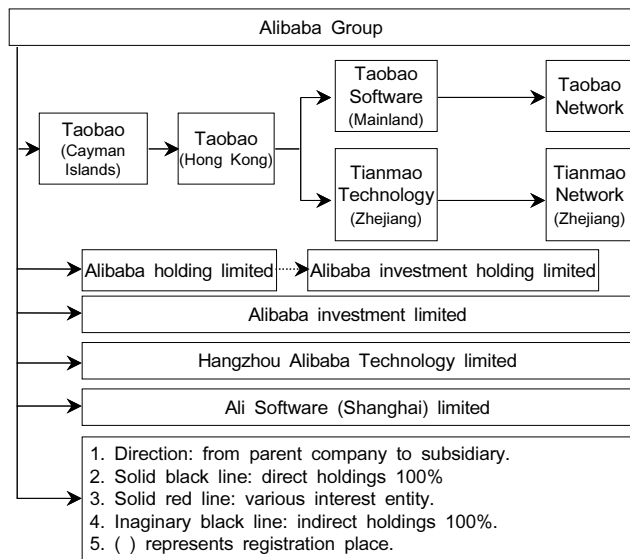 Alibaba Group
Taobao
(Cayman
Islands)
Taobao
(Hong Kong)
Taobao
Software
(Mainland)
Taobao
Network
Tianmao
Technology
(Zhejiang)
Tianmao
Network
(Zhejiang)
Alibaba holding limited
Alibaba investment holding limited
Alibaba investment limited
Hangzhou Alibaba Technology limited
Ali Software (Shanghai) limited
1. Direction: from parent company to subsidiary.
2. Solid black line: direct holdings 100%
3. Solid red line: various interest entity.
4. Inaginary black line: indirect holdings 100%.
5. ( ) represents registration place.